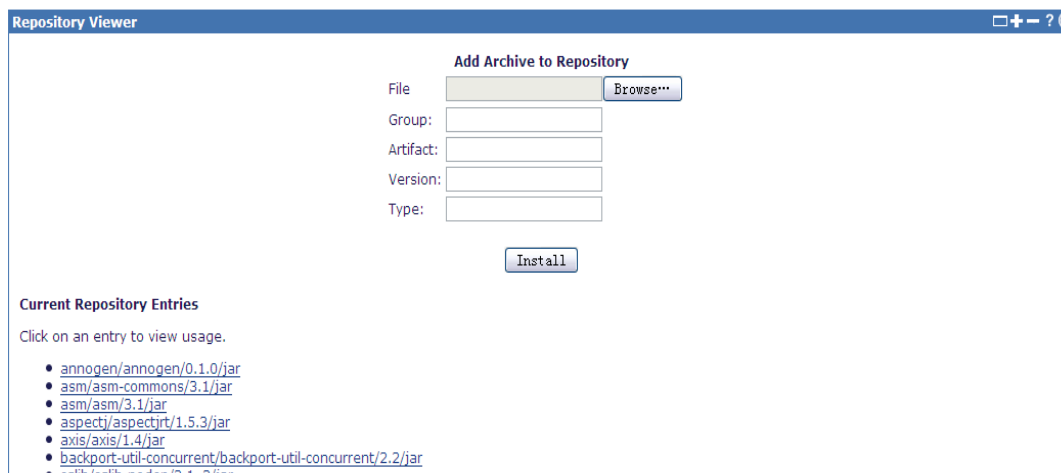 Repository Viewer
Add Archive to Repository
File Browse…
Group:
Artifact:
Version:
Type:
Install
Current Repository Entries
Click on an entry to view usage.
annogen/annogen/0.1.0/jar
asm/asm-commons/3.1/jar
asm/asm/3.1/jar
aspectj/aspectjrt/1.5.3/jar
axis/axis/1.4/jar
backport-util-concurrent/backport-util-concurrent/2.2/jar